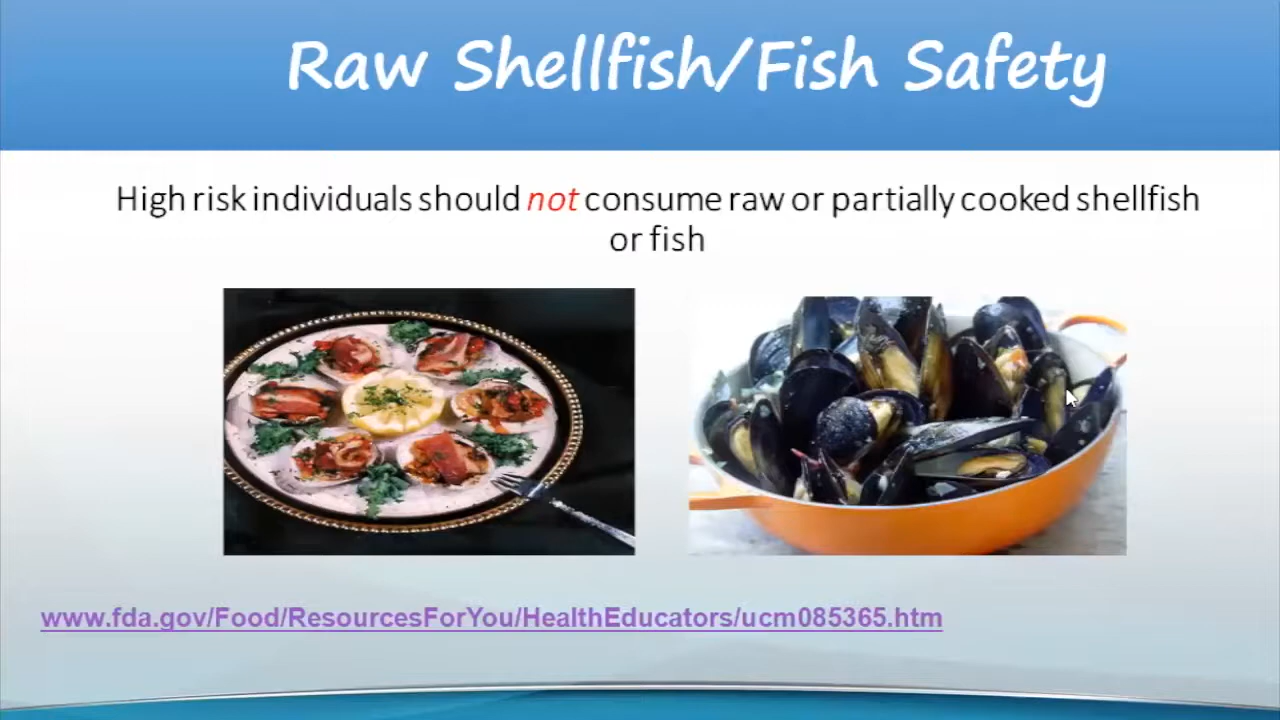 Raw Shellfish/Fish Safety
High risk individuals should not consume raw or partially cooked shellfish
or fish
www.fda.gov/Food/ResourcesForYou/HealthEducators/ucm085365.htm